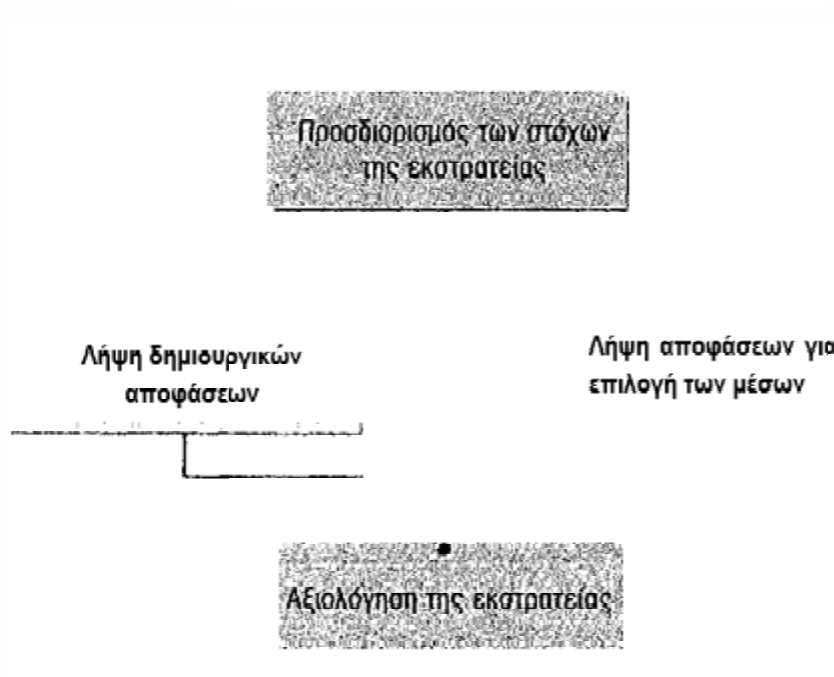 Προσδιορισμός των στόχων
της εκστρατείας
Λήψη δημιουργικών
αποφάσεων
Λήψη αποφάσεων για
επιλογή των μέσων
Αξιολόγηση της εκστρατείας